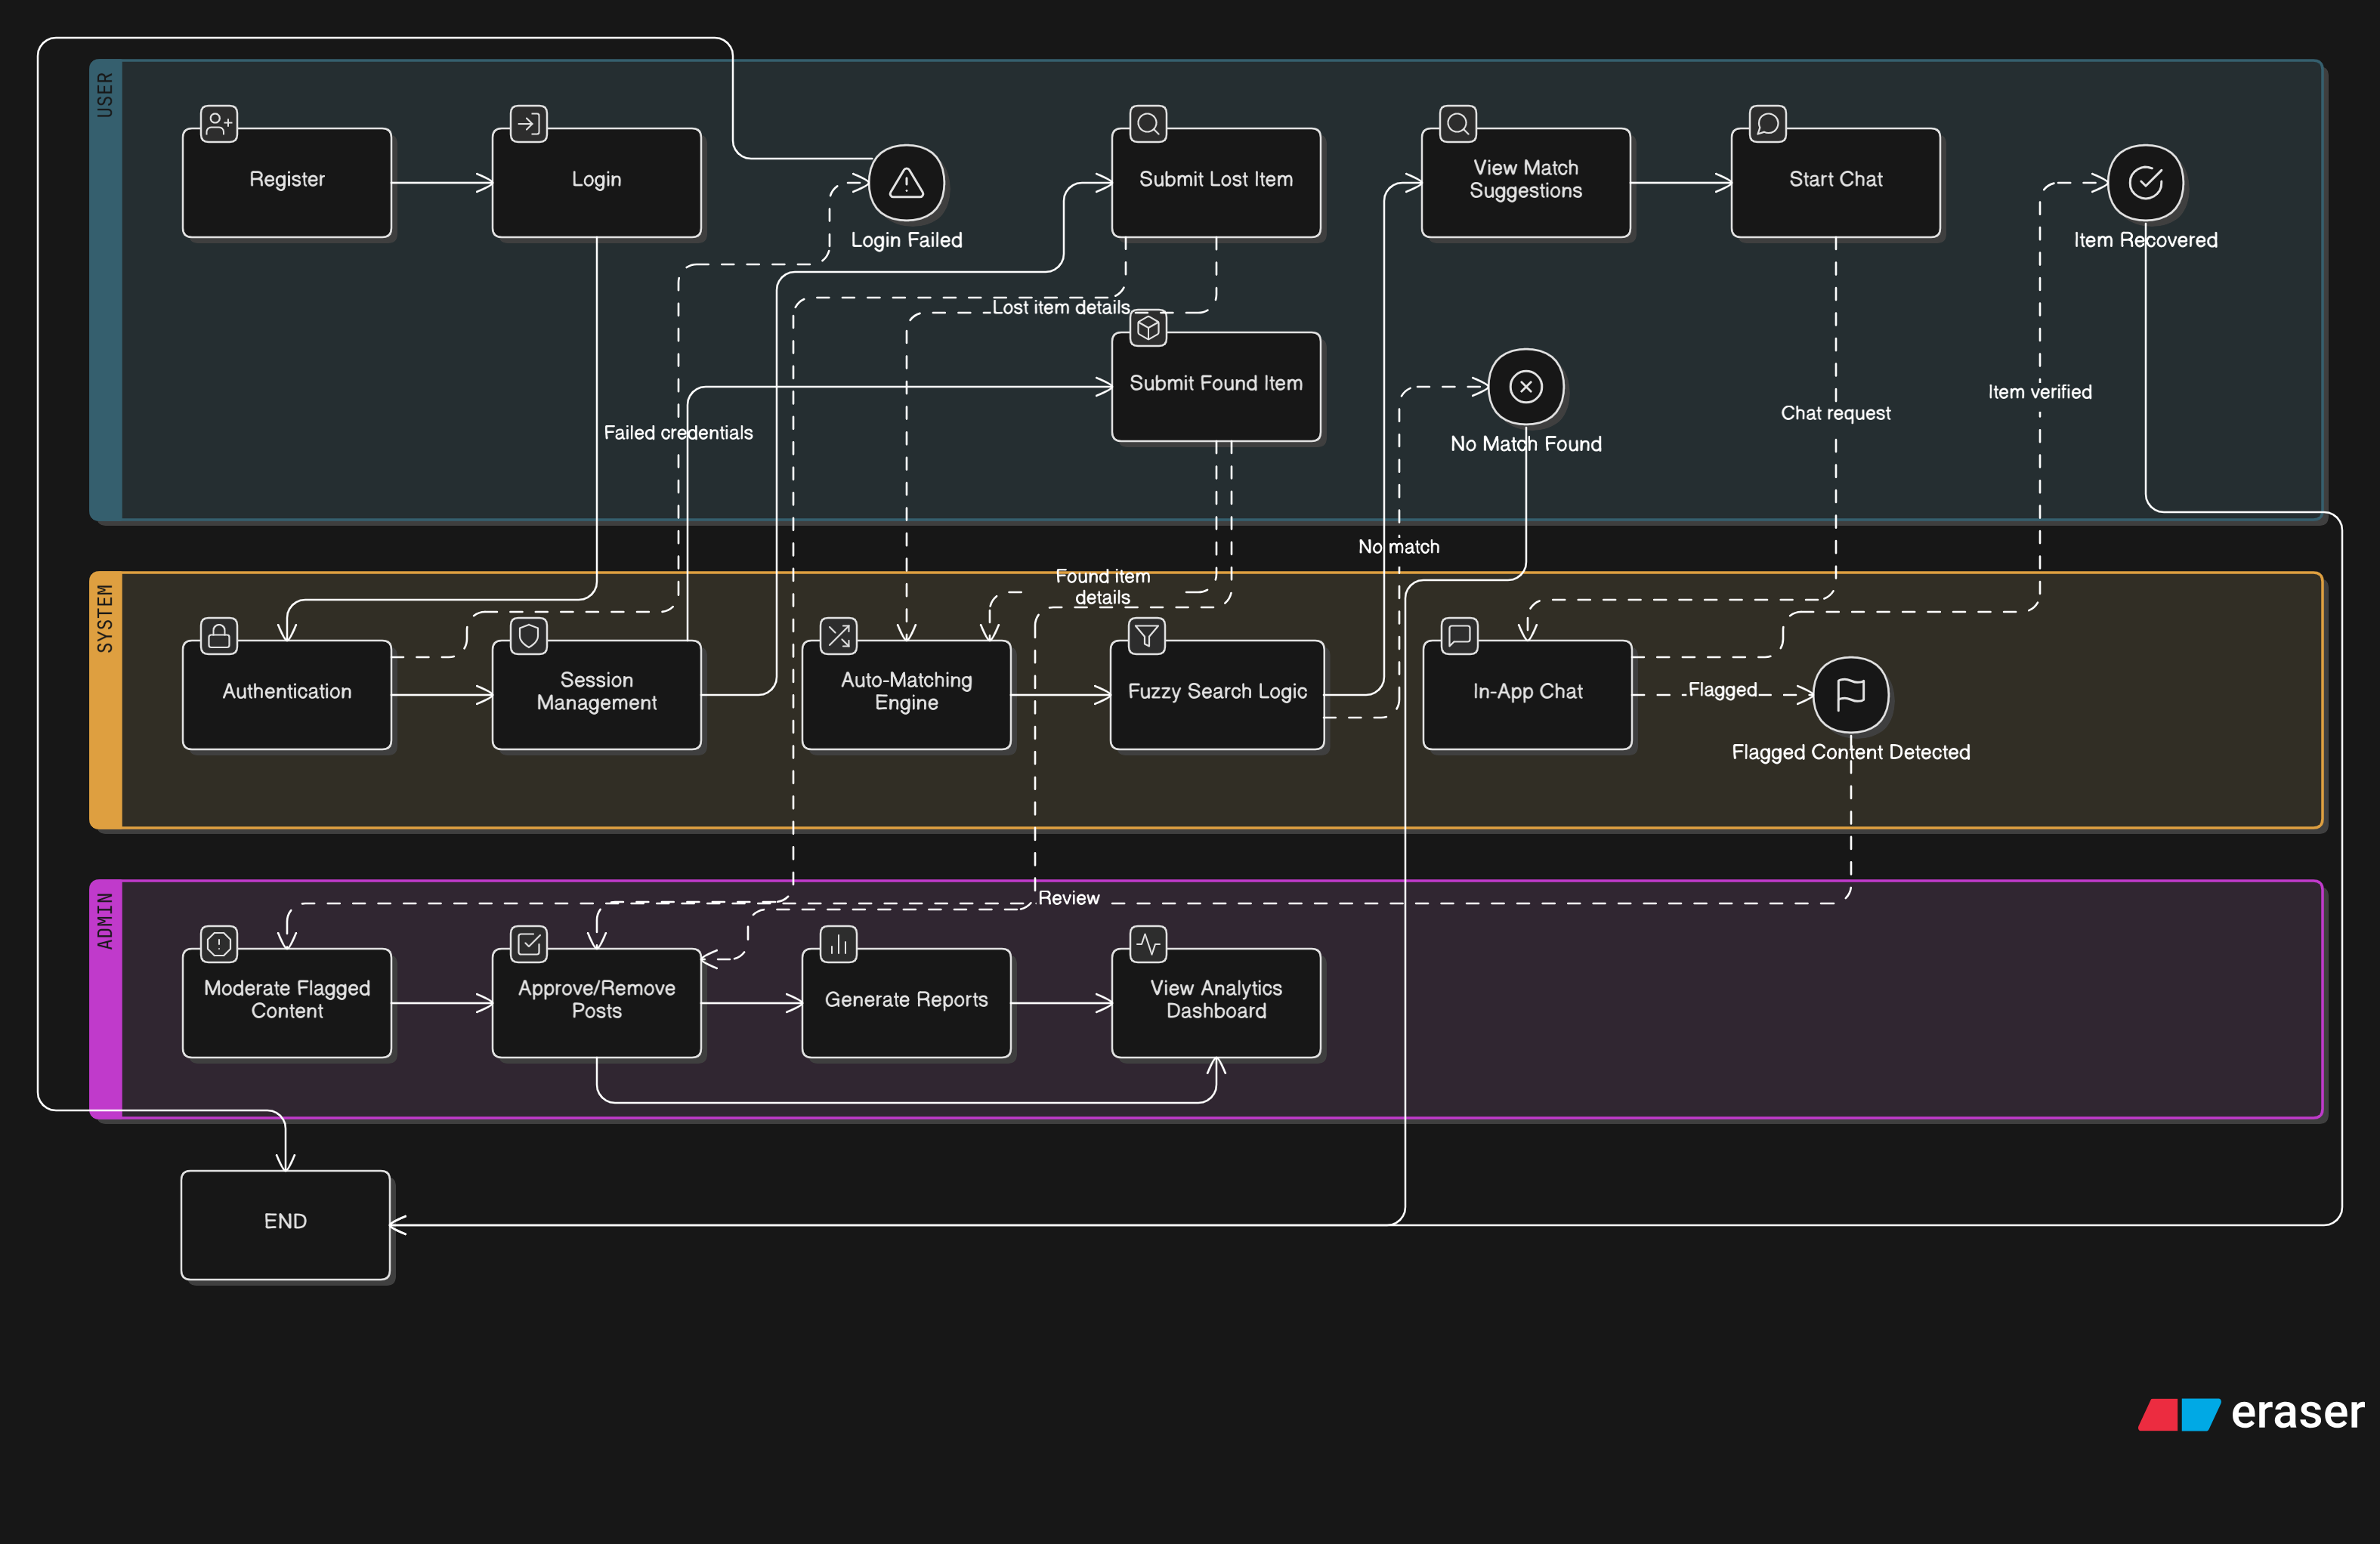 USER
Register
Login
Login Failed
Submit Lost Item
View Match
Suggestions
Start Chat
Item Recovered
Lost item details
Submit Found Item
No Match Found
Item verified
Chat request
Failed credentials
No match
SYSTEM
Found item
details
Authentication
Session
Management
Auto-Matching
Engine
Fuzzy Search Logic
In-App Chat
Flagged
Flagged Content Detected
ADMIN
Review
Moderate Flagged
Content
Approve/Remove
Posts
Generate Reports
View Analytics
Dashboard
END
eraser